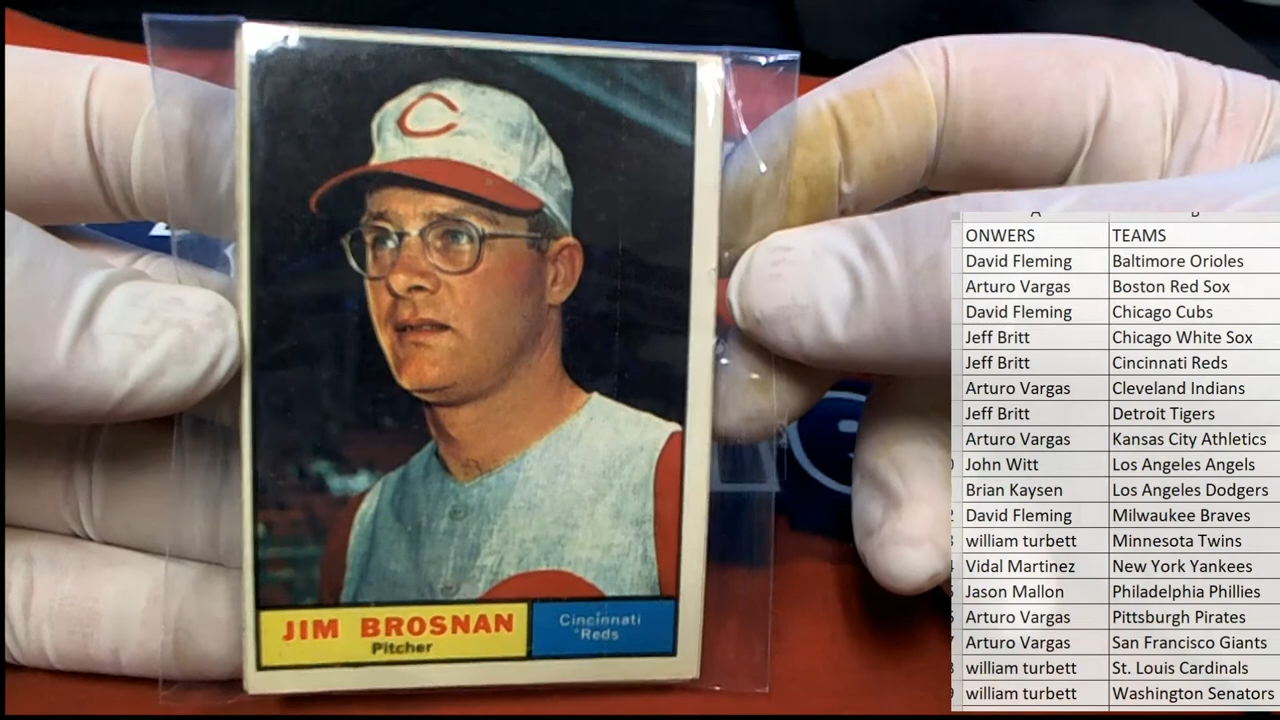 C
JIM BROSNAN
Pitcher
Cincinnati
Reds
ONWERS TEAMS
David Fleming Baltimore Orioles
Arturo Vargas Boston Red Sox
David Fleming Chicago Cubs
Jeff Britt Chicago White Sox
Jeff Britt Cincinnati Reds
Arturo Vargas Cleveland Indians
Jeff Britt Detroit Tigers
Arturo Vargas Kansas City Athletics
John Witt Los Angeles Angels
Brian Kaysen Los Angeles Dodgers
David Fleming Milwaukee Braves
william turbett Minnesota Twins
Vidal Martinez New York Yankees
Jason Mallon Philadelphia Phillies
Arturo Vargas Pittsburgh Pirates
Arturo Vargas San Francisco Giants
william turbett St. Louis Cardinals
william turbett Washington Senators